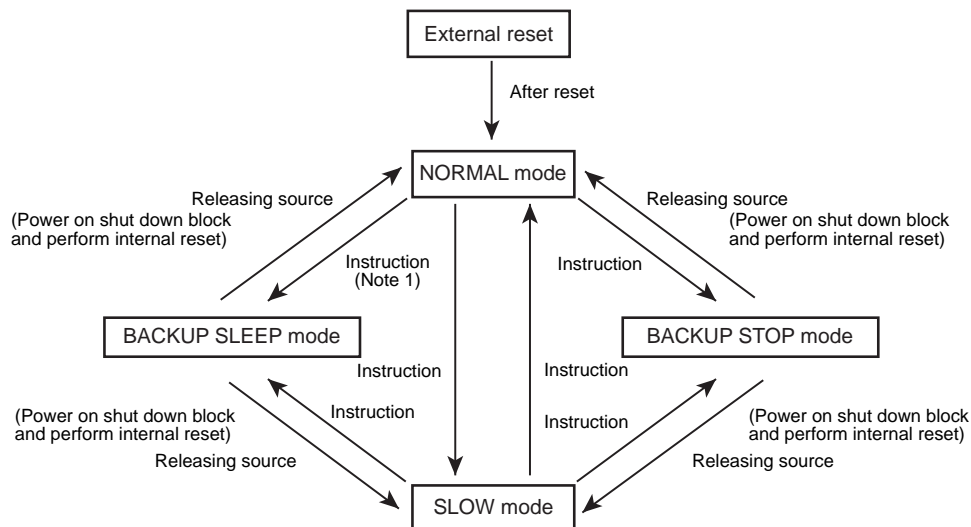 External reset
After reset
NORMAL mode
Releasing source
(Power on shut down block
and perform internal reset)
Releasing source
(Power on shut down block
and perform internal reset)
Instruction
(Note 1)
Instruction
BACKUP SLEEP mode
BACKUP STOP mode
Instruction
Instruction
Instruction
Instruction
(Power on shut down block
and perform internal reset)
Releasing source
(Power on shut down block
and perform internal reset)
Releasing source
SLOW mode